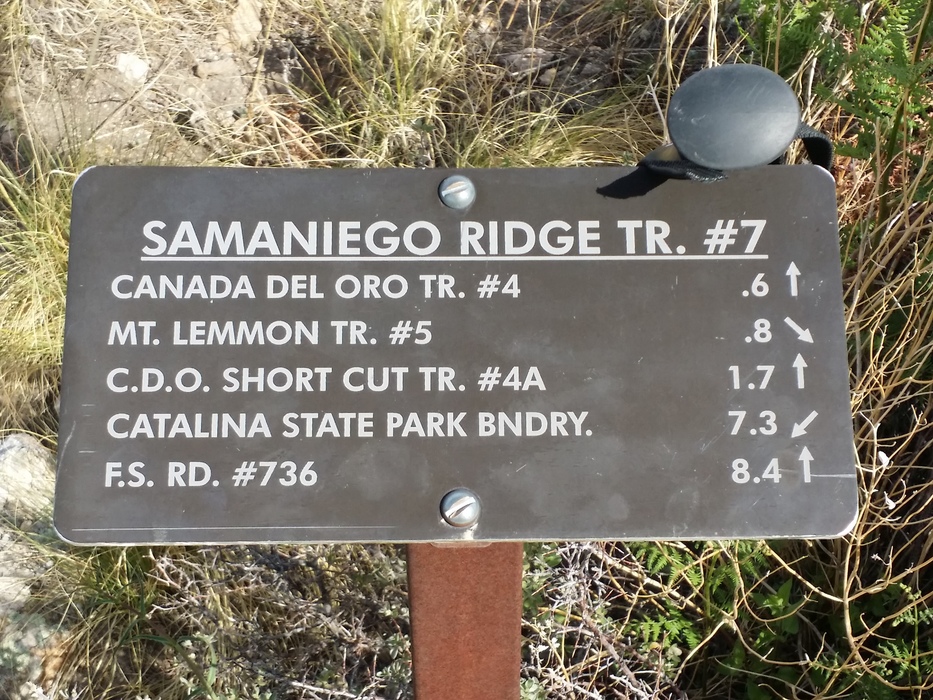 SAMANIEGO RIDGE TR. #7
CANADA DEL ORO TR. #4 .6 ↑
MT. LEMMON TR. #5 .8 ↘
C.D.O. SHORT CUT TR. #4A 1.7 ↑
CATALINA STATE PARK BNDRY. 7.3 ↙
F.S. RD. #736 8.4 ↑